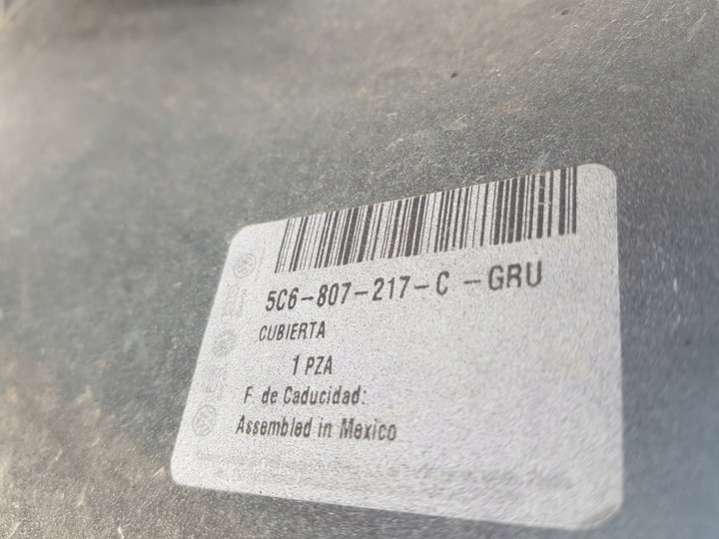 5C6-807-217-C -GRU
CUBIERTA
1 PZA
F. de Caducidad:
Assembled in Mexico